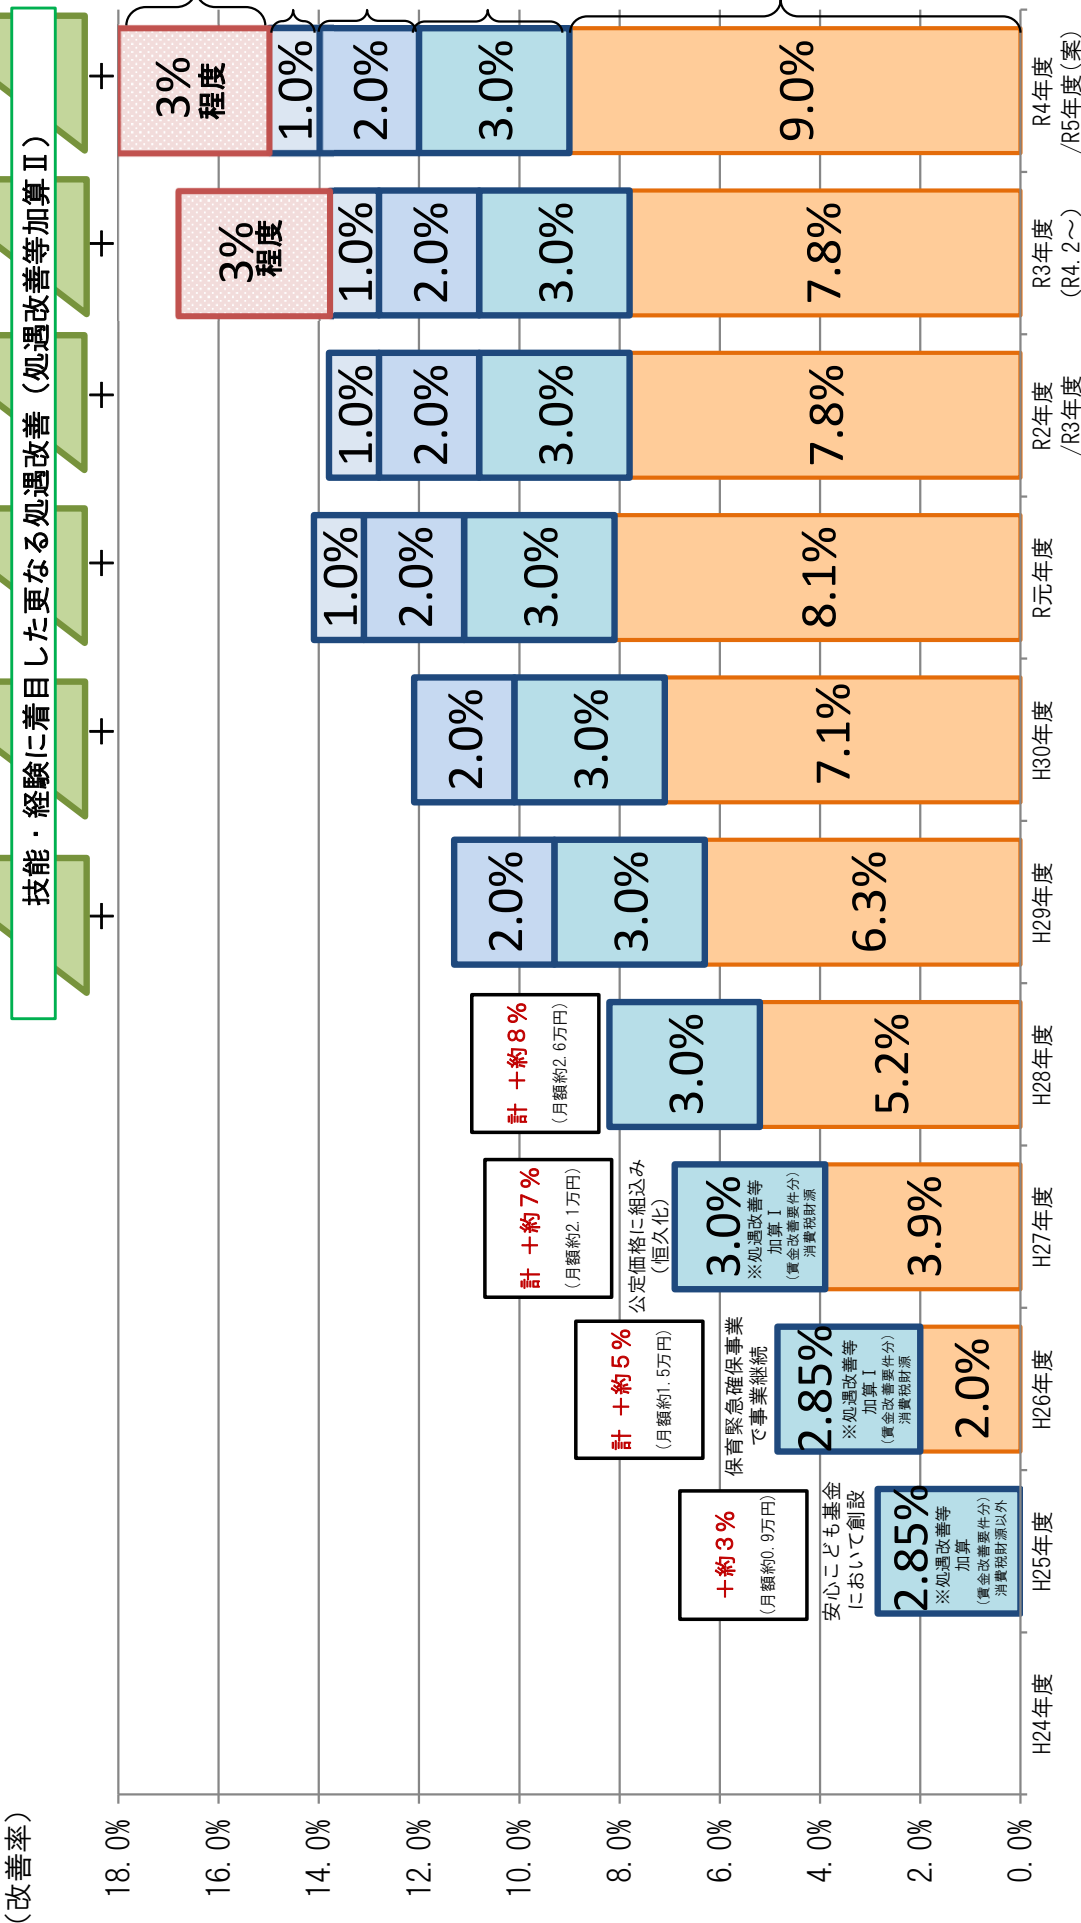 (改善率)
技能・経験に着目した更なる処遇改善（処遇改善等加算Ⅱ）
+
+
+
+
+
+
18.0%
16.0%
14.0%
12.0%
10.0%
8.0%
6.0%
4.0%
2.0%
0.0%
H24年度
+約3%
(月額約0.9万円)
安心こども基金
において創設
2.85%
※処遇改善等
加算
(賃金改善要件分)
消費税財源以外
H25年度
計 +約5%
(月額約1.5万円)
保育緊急確保事業
で事業継続
2.85%
※処遇改善等
加算Ⅰ
(賃金改善要件分)
消費税財源
2.0%
H26年度
計 +約7%
(月額約2.1万円)
公定価格に組込み
(恒久化)
3.0%
※処遇改善等
加算Ⅰ
(賃金改善要件分)
消費税財源
3.9%
H27年度
計 +約8%
(月額約2.6万円)
3.0%
5.2%
H28年度
2.0%
3.0%
6.3%
H29年度
2.0%
3.0%
7.1%
H30年度
1.0%
2.0%
3.0%
8.1%
R元年度
1.0%
2.0%
3.0%
7.8%
R2年度
/R3年度
3%
程度
1.0%
2.0%
3.0%
7.8%
R3年度
(R4.2～)
3%
程度
1.0%
2.0%
3.0%
9.0%
R4年度
/R5年度(案)